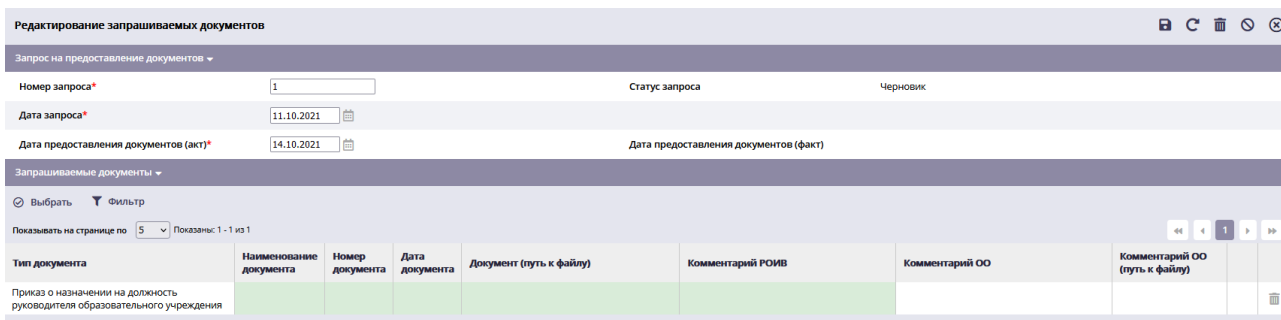 Редактирование запрашиваемых документов
Запрос на предоставление документов
Номер запроса* 1 Статус запроса Черновик
Дата запроса* 11.10.2021
Дата предоставления документов (акт)* 14.10.2021 Дата предоставления документов (факт)
Запрашиваемые документы
Выбрать Фильтр
Показывать на странице по 5 Показаны: 1 - 1 из 1 1
Тип документа Наименование документа Номер документа Дата документа Документ (путь к файлу) Комментарий РОИВ Комментарий ОО Комментарий ОО (путь к файлу)
Приказ о назначении на должность
руководителя образовательного учреждения